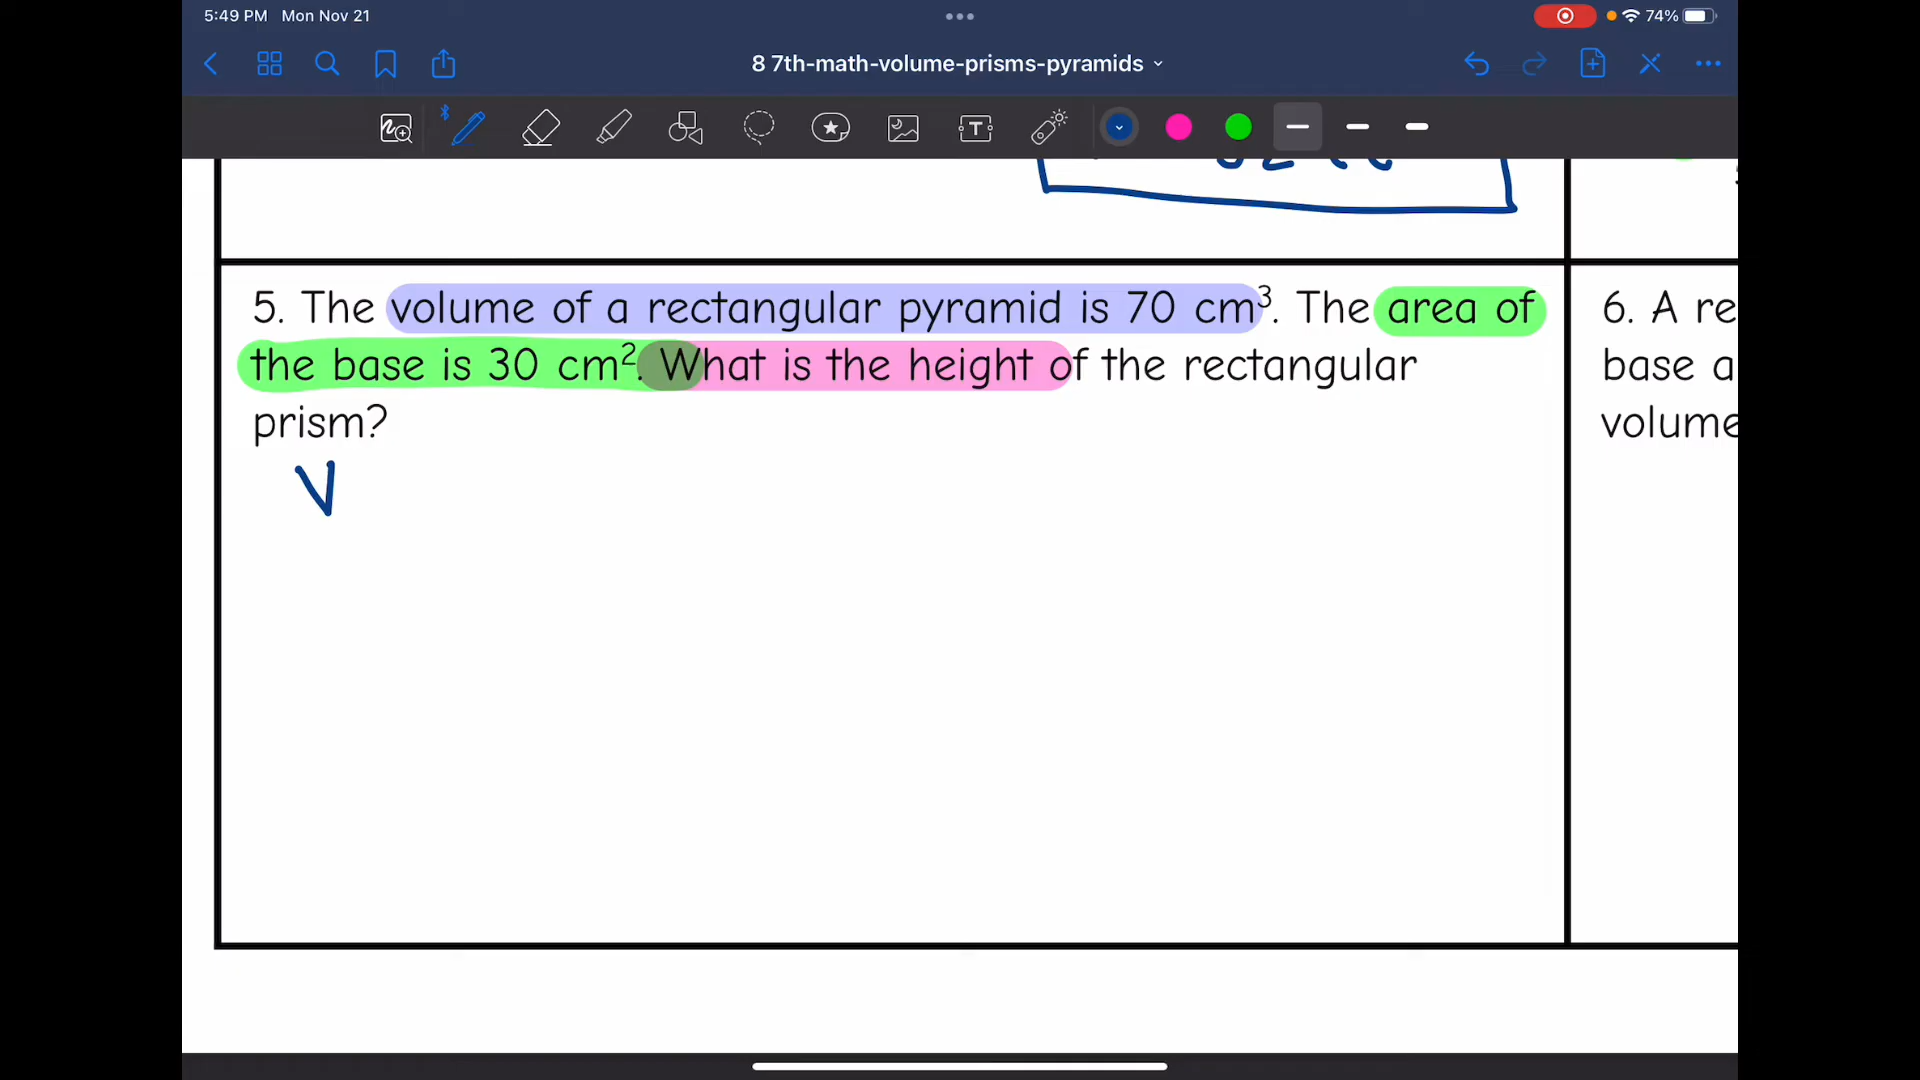 5:49 PM Mon Nov 21
74%
8 7th-math-volume-prisms-pyramids
T
5. The volume of a rectangular pyramid is 70 cm³. The area of
the base is 30 cm². What is the height of the rectangular
prism?
V
6. A re
base a
volume